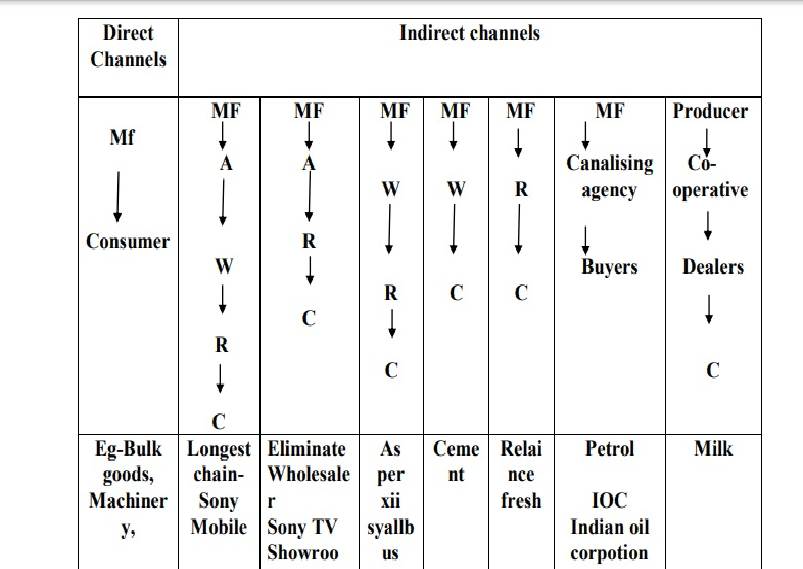 Direct
Channels
Indirect channels
Mf
Consumer
MF
A
W
R
C
MF
A
R
C
MF
W
R
C
MF
W
C
MF
R
C
MF
Canalising
agency
Buyers
Producer
Co-
operative
Dealers
C
Eg-Bulk
goods,
Machiner
y,
Longest
chain-
Sony
Mobile
Eliminate
Wholesale
r
Sony TV
Showroo
As
per
xii
syallb
us
Ceme
nt
Relai
nce
fresh
Petrol
IOC
Indian oil
corpotion
Milk